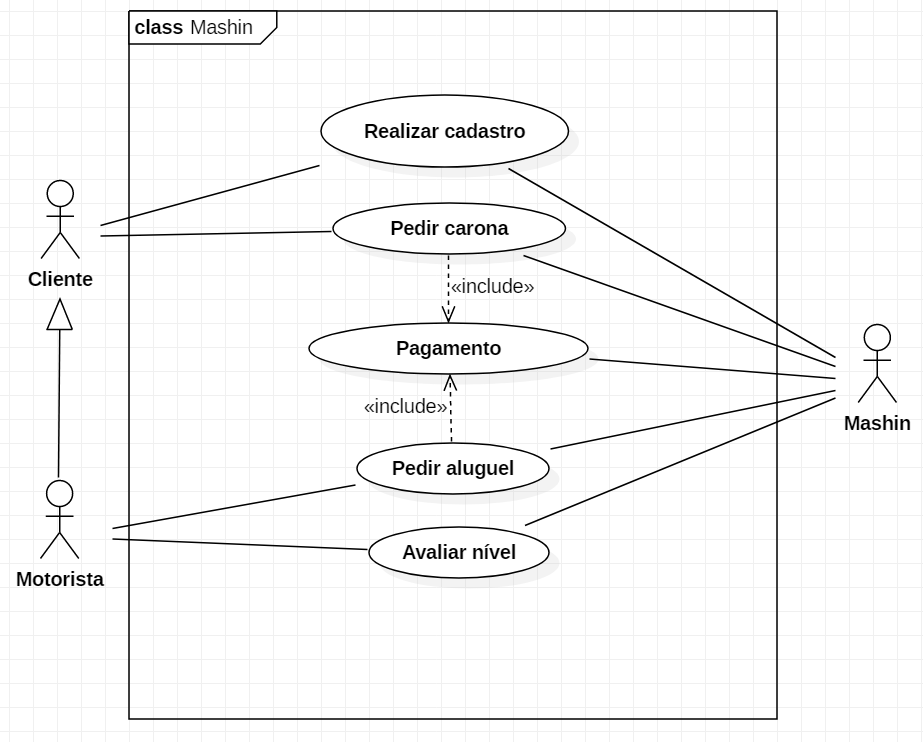 class Mashin
Realizar cadastro
Pedir carona
Cliente
«include»
Pagamento
«include»
Mashin
Pedir aluguel
Avaliar nível
Motorista